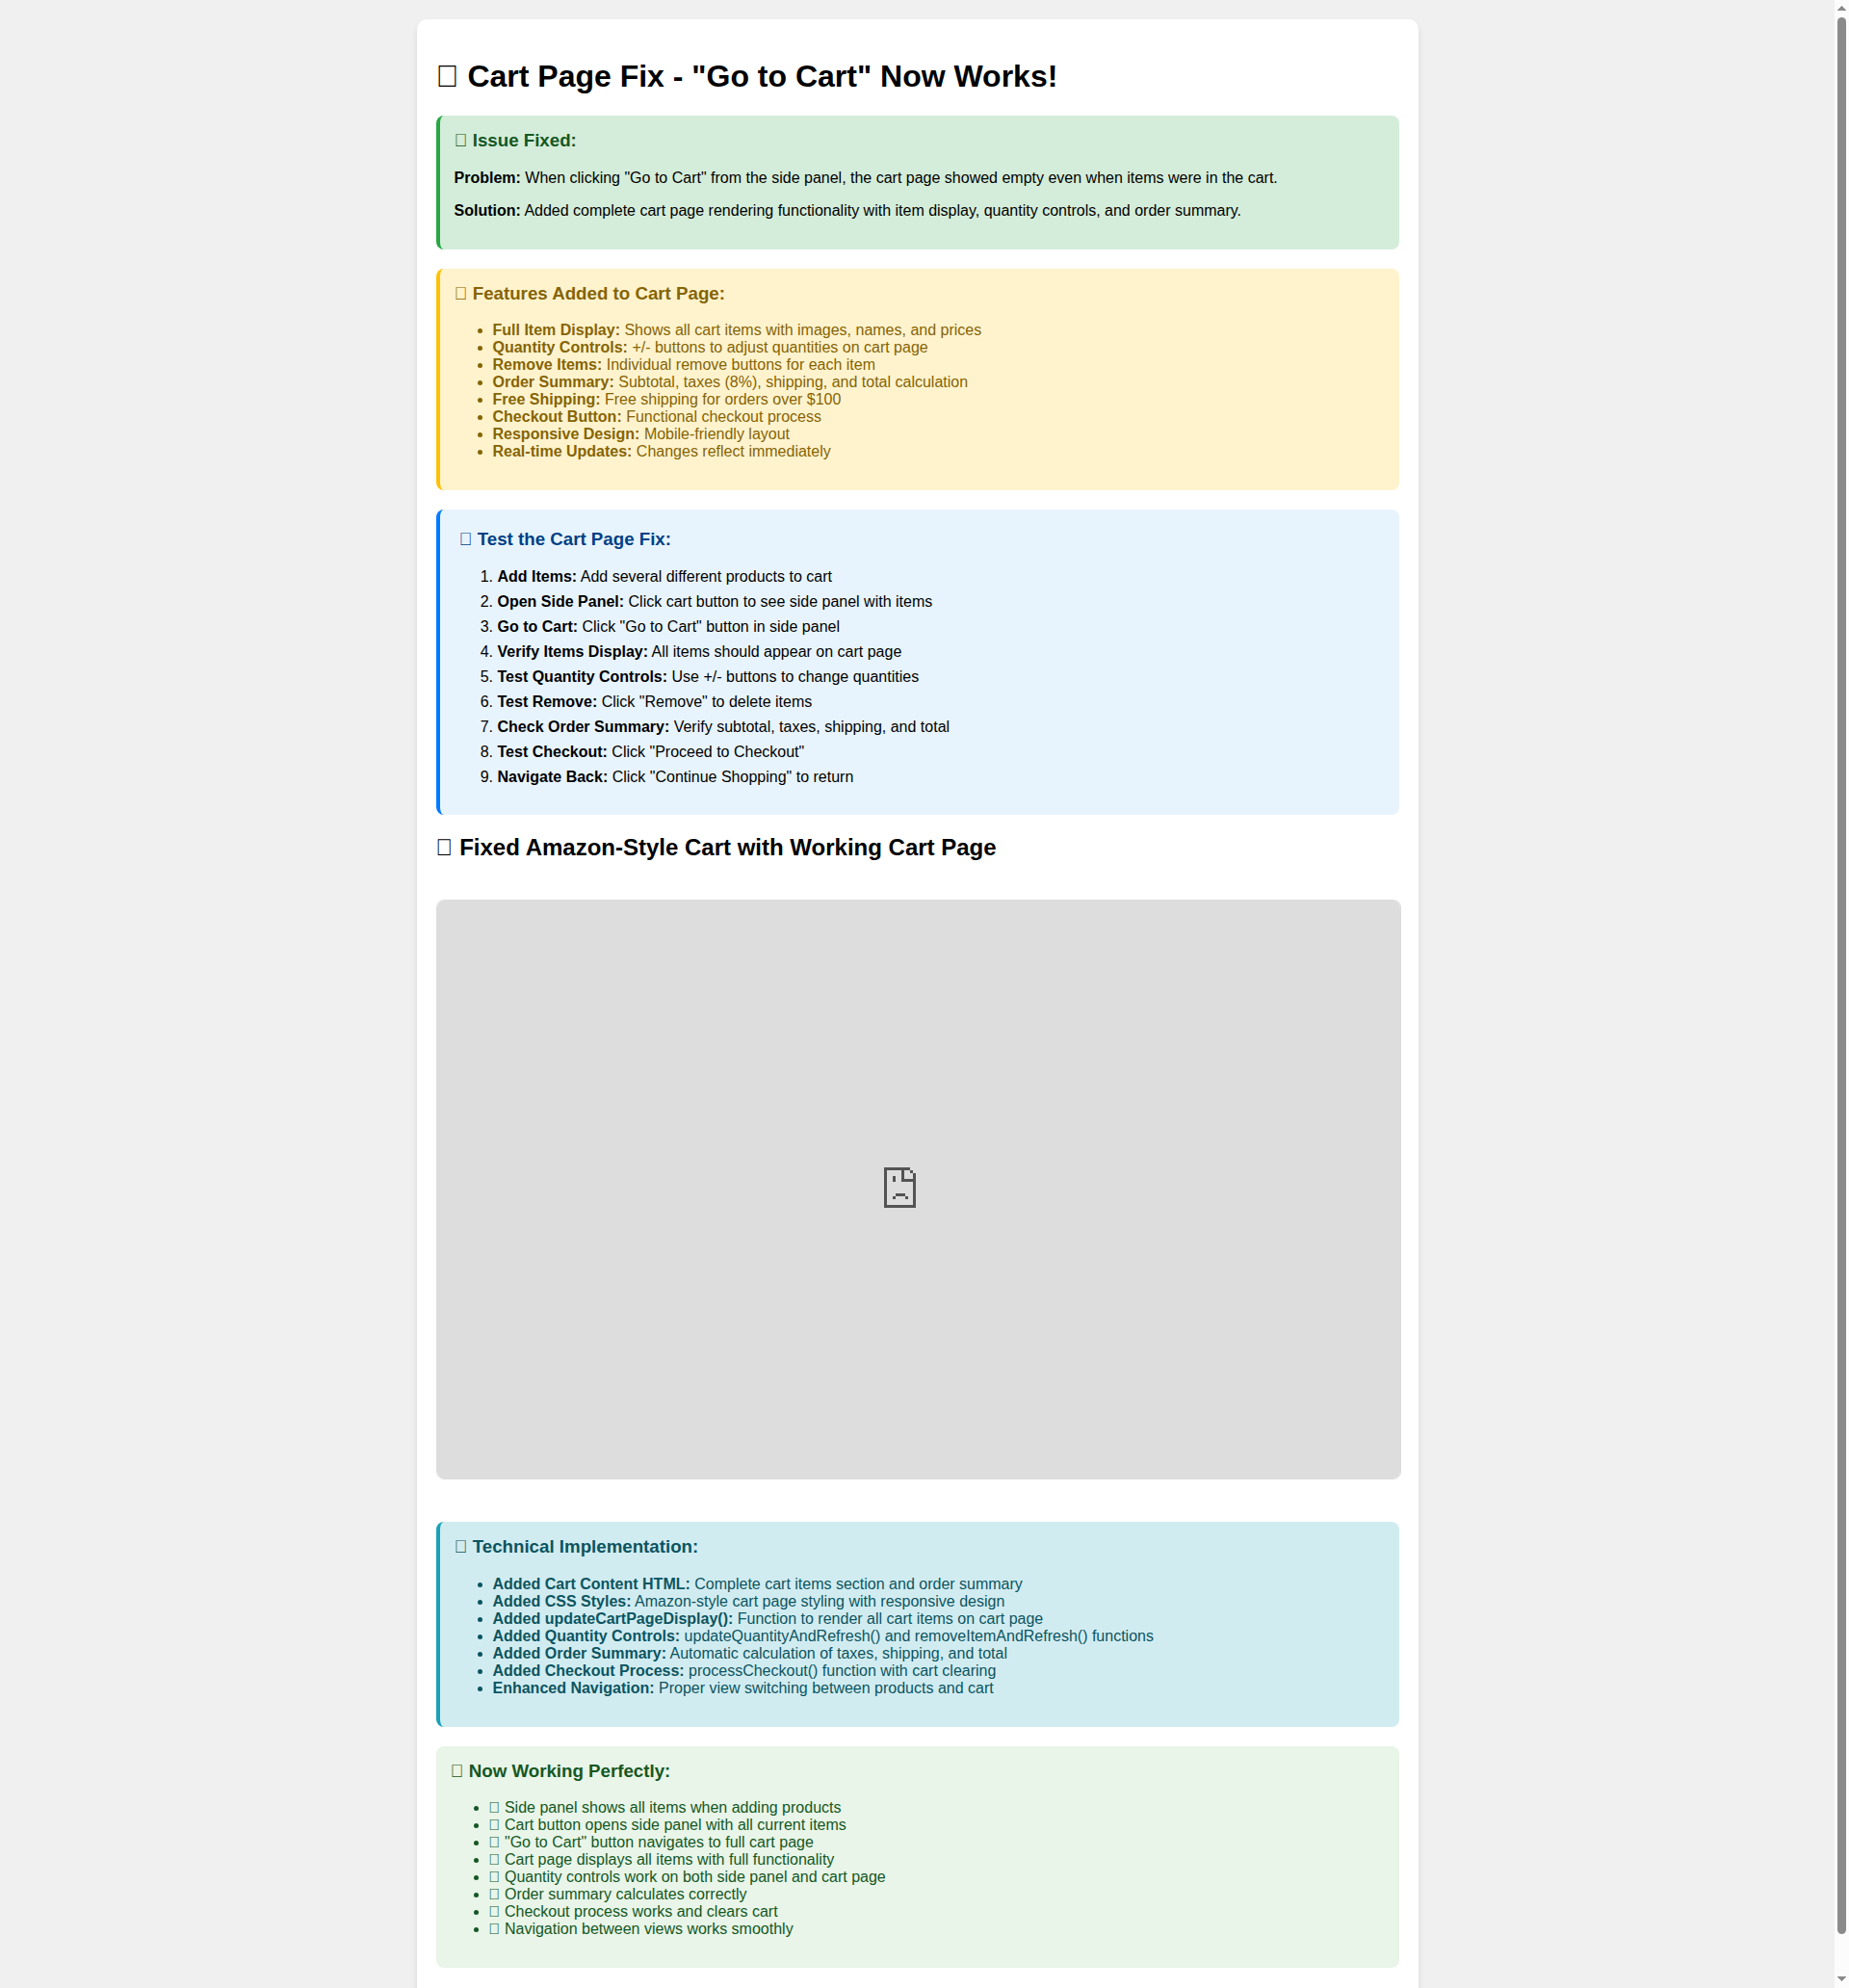 Cart Page Fix - "Go to Cart" Now Works!
Issue Fixed:
Problem: When clicking "Go to Cart" from the side panel, the cart page showed empty even when items were in the cart.
Solution: Added complete cart page rendering functionality with item display, quantity controls, and order summary.
Features Added to Cart Page:
• Full Item Display: Shows all cart items with images, names, and prices
• Quantity Controls: +/- buttons to adjust quantities on cart page
• Remove Items: Individual remove buttons for each item
• Order Summary: Subtotal, taxes (8%), shipping, and total calculation
• Free Shipping: Free shipping for orders over $100
• Checkout Button: Functional checkout process
• Responsive Design: Mobile-friendly layout
• Real-time Updates: Changes reflect immediately
Test the Cart Page Fix:
1. Add Items: Add several different products to cart
2. Open Side Panel: Click cart button to see side panel with items
3. Go to Cart: Click "Go to Cart" button in side panel
4. Verify Items Display: All items should appear on cart page
5. Test Quantity Controls: Use +/- buttons to change quantities
6. Test Remove: Click "Remove" to delete items
7. Check Order Summary: Verify subtotal, taxes, shipping, and total
8. Test Checkout: Click "Proceed to Checkout"
9. Navigate Back: Click "Continue Shopping" to return
Fixed Amazon-Style Cart with Working Cart Page
Technical Implementation:
• Added Cart Content HTML: Complete cart items section and order summary
• Added CSS Styles: Amazon-style cart page styling with responsive design
• Added updateCartPageDisplay(): Function to render all cart items on cart page
• Added Quantity Controls: updateQuantityAndRefresh() and removeItemAndRefresh() functions
• Added Order Summary: Automatic calculation of taxes, shipping, and total
• Added Checkout Process: processCheckout() function with cart clearing
• Enhanced Navigation: Proper view switching between products and cart
Now Working Perfectly:
• Side panel shows all items when adding products
• Cart button opens side panel with all current items
• "Go to Cart" button navigates to full cart page
• Cart page displays all items with full functionality
• Quantity controls work on both side panel and cart page
• Order summary calculates correctly
• Checkout process works and clears cart
• Navigation between views works smoothly